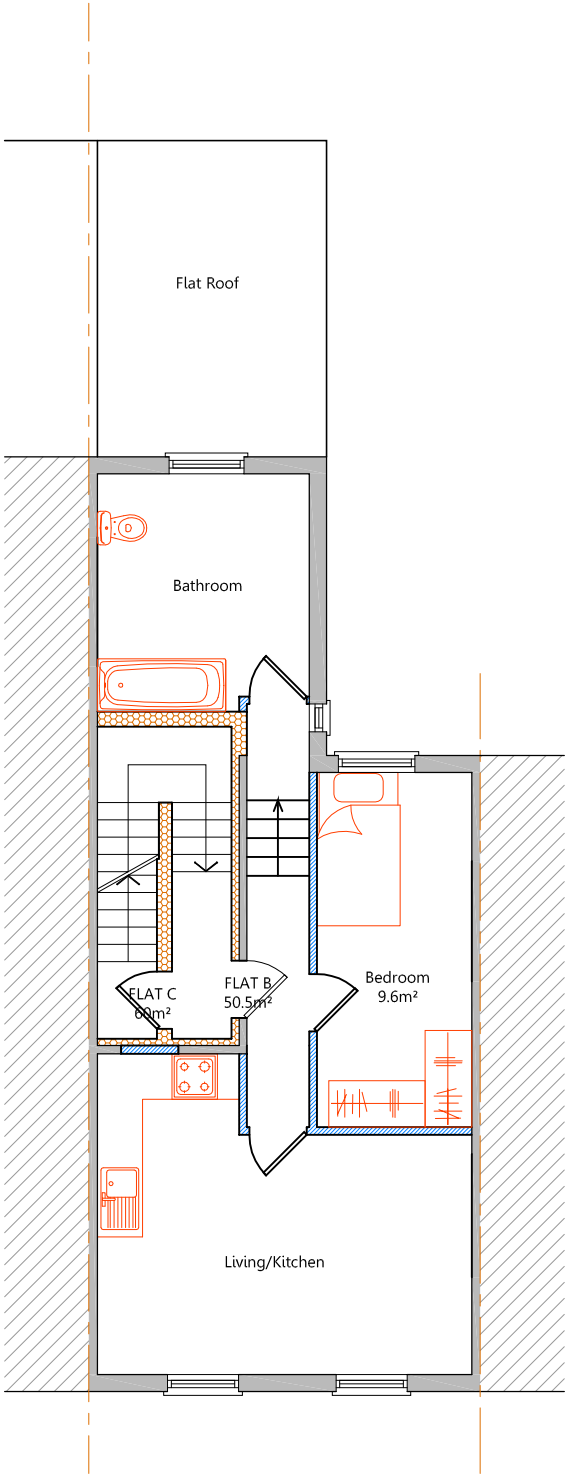 Flat Roof
Bathroom
Bedroom
9.6m²
FLAT B
50.5m²
FLAT C
60m²
Living/Kitchen